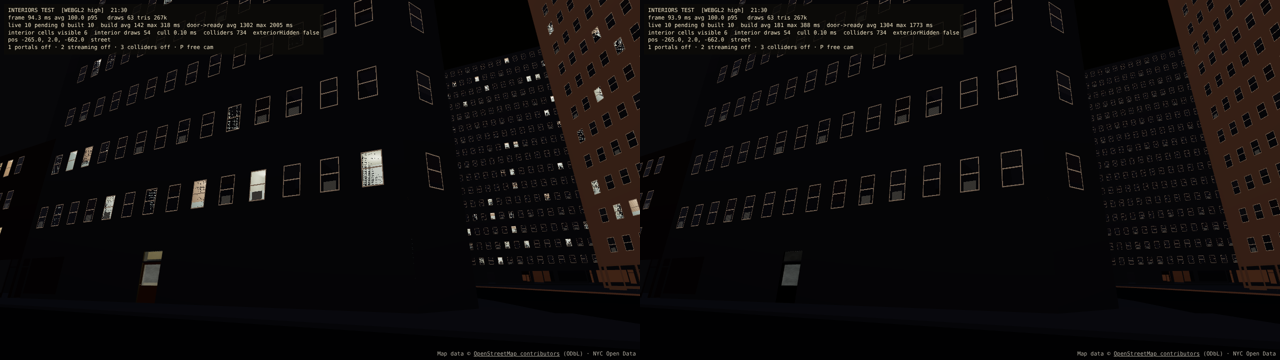 INTERIORS TEST [WEBGL2 high] 21:30
frame 94.3 ms avg 100.0 p95 draws 63 tris 267k
live 10 pending 0 built 10 build avg 142 max 318 ms door->ready avg 1302 max 2005 ms
interior cells visible 6 interior draws 54 cull 0.10 ms colliders 734 exteriorHidden false
pos -265.0, 2.0, -662.0 street
1 portals off · 2 streaming off · 3 colliders off · P free cam
Map data © OpenStreetMap contributors (ODbL) · NYC Open Data
INTERIORS TEST [WEBGL2 high] 21:30
frame 93.9 ms avg 100.0 p95 draws 63 tris 267k
live 10 pending 0 built 10 build avg 181 max 388 ms door->ready avg 1304 max 1773 ms
interior cells visible 6 interior draws 54 cull 0.10 ms colliders 734 exteriorHidden false
pos -265.0, 2.0, -662.0 street
1 portals off · 2 streaming off · 3 colliders off · P free cam
Map data © OpenStreetMap contributors (ODbL) · NYC Open Data